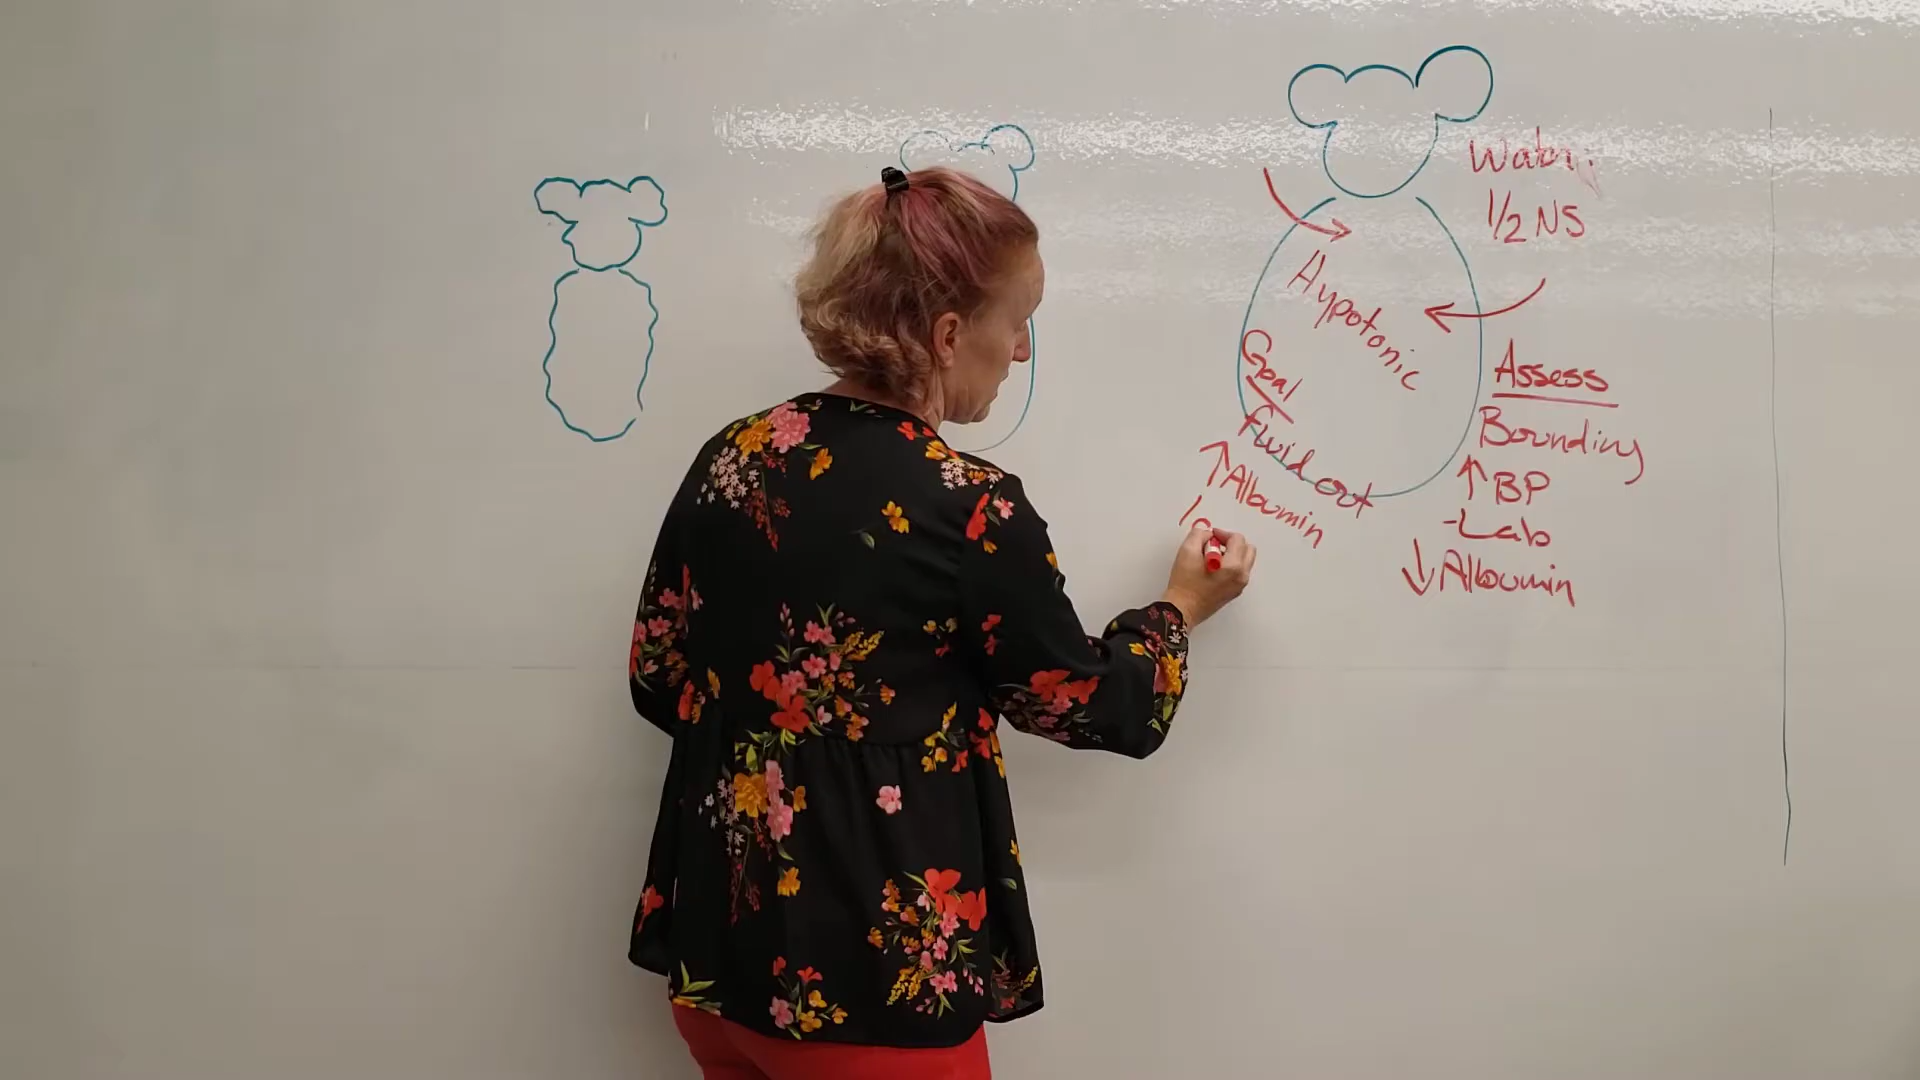 Water
1/2 NS
Hypotonic
Goal
fluid out
↑ Albumin
Assess
Bounding
↑ BP
-Lab
↓ Albumin